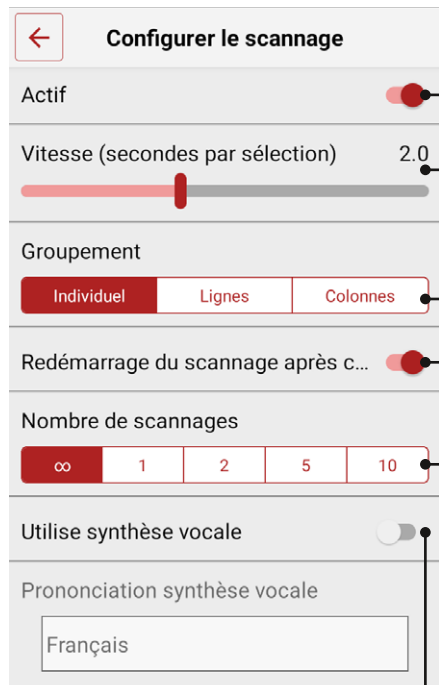 Configurer le scannage
Actif
Vitesse (secondes par sélection) 2.0
Groupement
Individuel Lignes Colonnes
Redémarrage du scannage après c...
Nombre de scannages
∞ 1 2 5 10
Utilise synthèse vocale
Prononciation synthèse vocale
Français